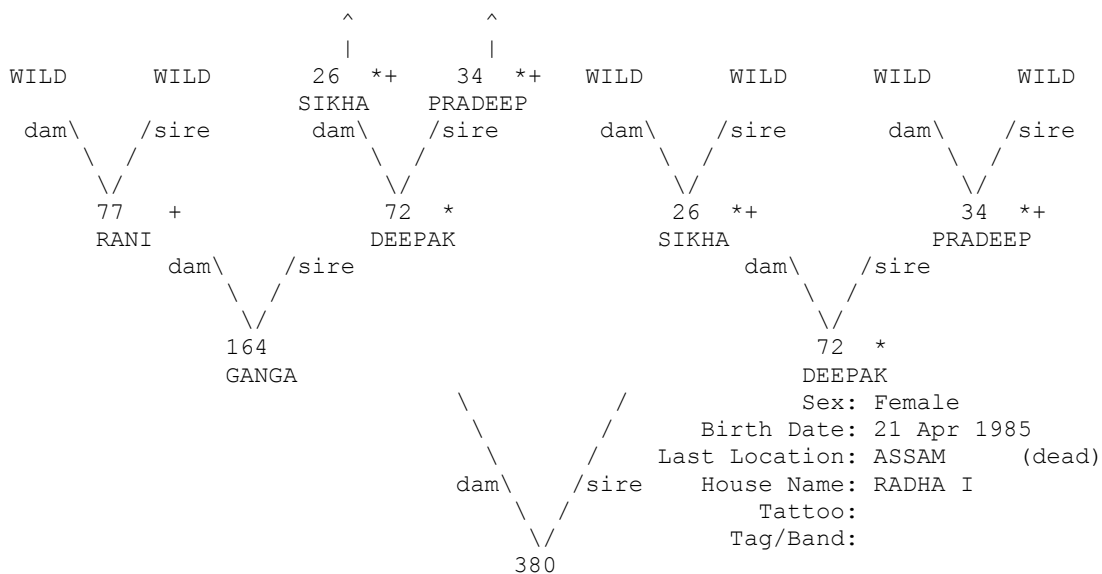 ^ ^
| |
WILD WILD 26 *+ 34 *+ WILD WILD WILD WILD
SIKHA PRADEEP
dam\ /sire dam\ /sire dam\ /sire dam\ /sire
\ / \ / \ / \ /
\/ \/ \/ \/
77 + 72 * 26 *+ 34 *+
RANI DEEPAK SIKHA PRADEEP
dam\ /sire dam\ /sire
\ / \ /
\/ \/
164 72 *
GANGA DEEPAK
\ / Sex: Female
\ / Birth Date: 21 Apr 1985
\ / Last Location: ASSAM (dead)
dam\ /sire House Name: RADHA I
\ / Tattoo:
\/ Tag/Band:
380